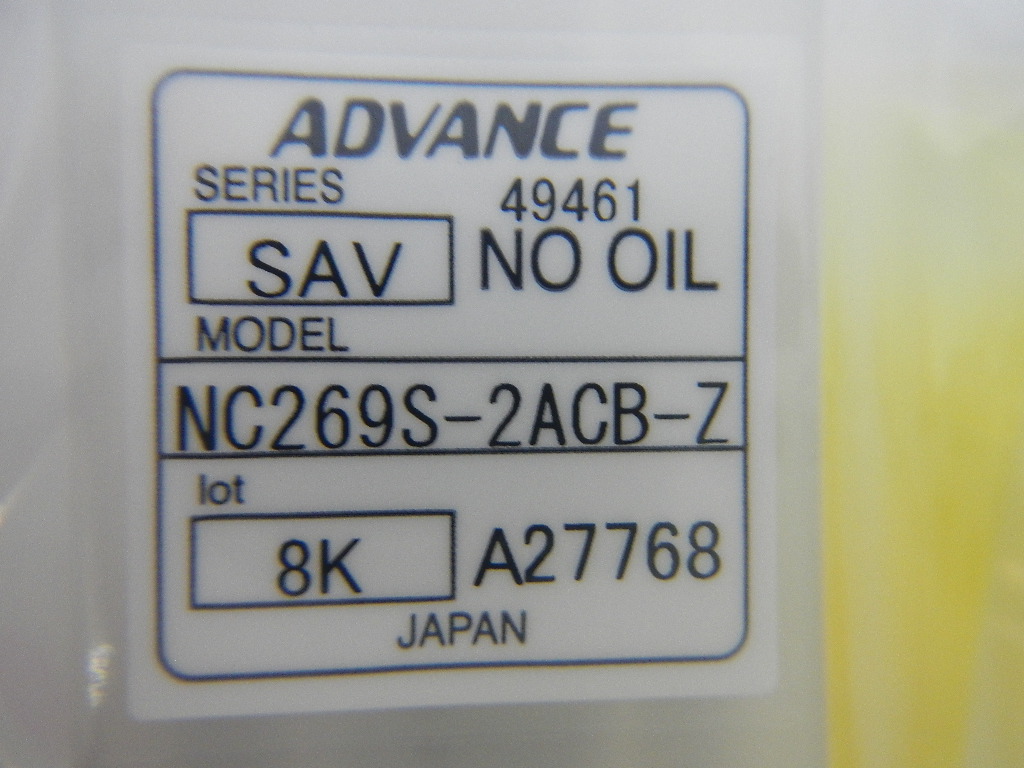 ADVANCE
SERIES 49461
SAV NO OIL
MODEL
NC269S-2ACB-Z
lot
8K A27768
JAPAN